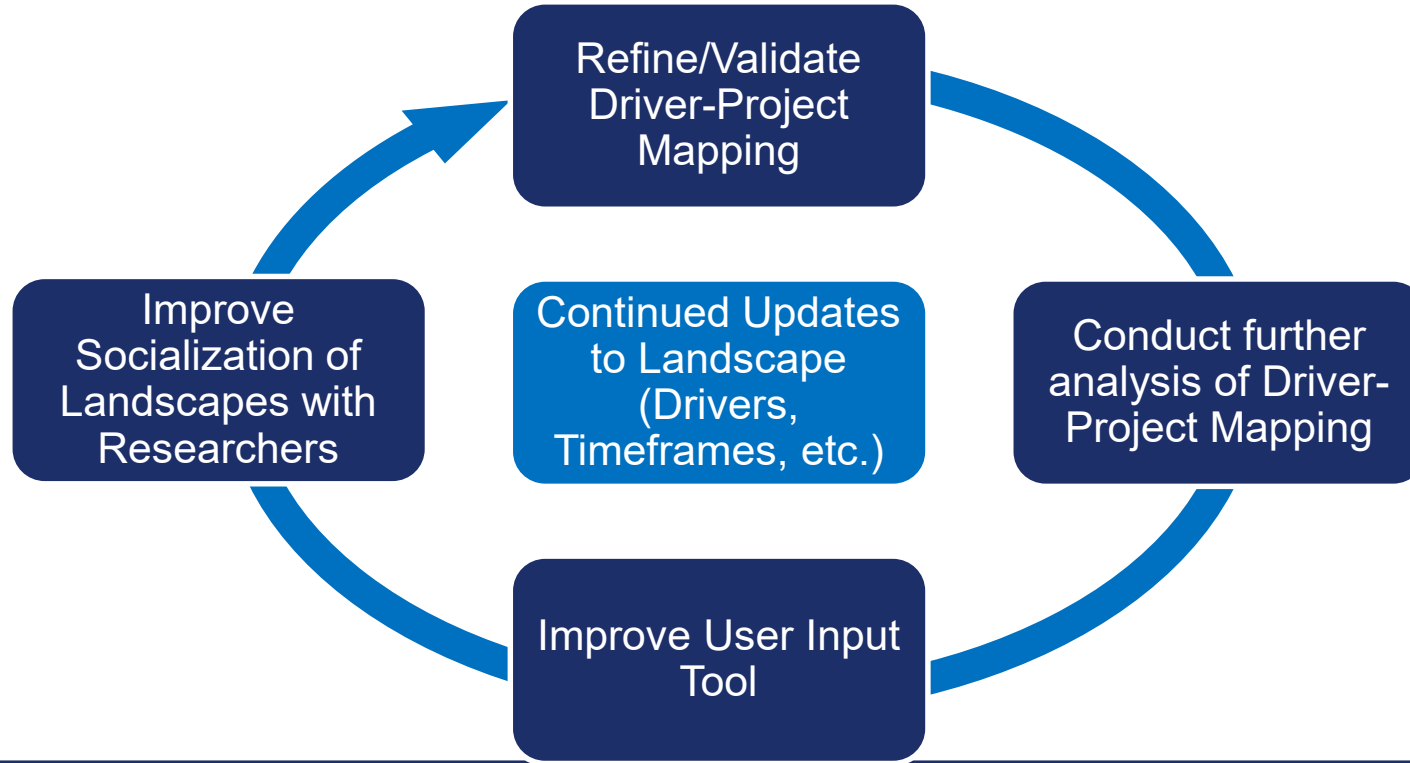 Refine/Validate
Driver-Project
Mapping
Improve
Socialization of
Landscapes with
Researchers
Continued Updates
to Landscape
(Drivers,
Timeframes, etc.)
Conduct further
analysis of Driver-
Project Mapping
Improve User Input
Tool